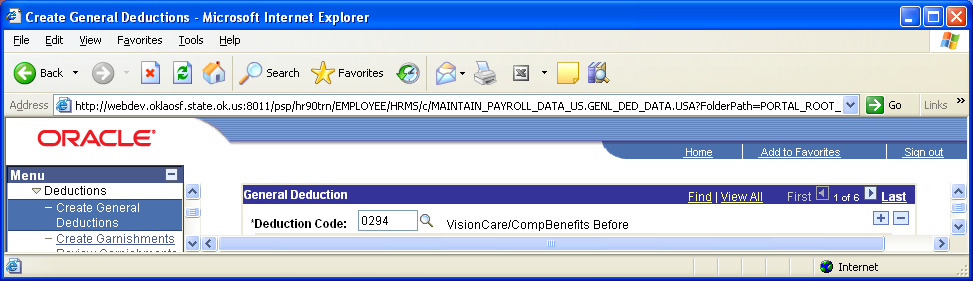 Create General Deductions - Microsoft Internet Explorer
File Edit View Favorites Tools Help
Back Search Favorites
Address http://webdev.oklaosf.state.ok.us:8011/psp/hr90trn/EMPLOYEE/HRMS/c/MAINTAIN_PAYROLL_DATA_US.GENL_DED_DATA.USA?FolderPath=PORTAL_ROOT_ Go Links »
ORACLE®
Home Add to Favorites Sign out
Menu
Deductions
– Create General
Deductions
– Create Garnishments
– Review Garnishments
General Deduction Find | View All First 1 of 6 Last
*Deduction Code: 0294 VisionCare/CompBenefits Before
Internet